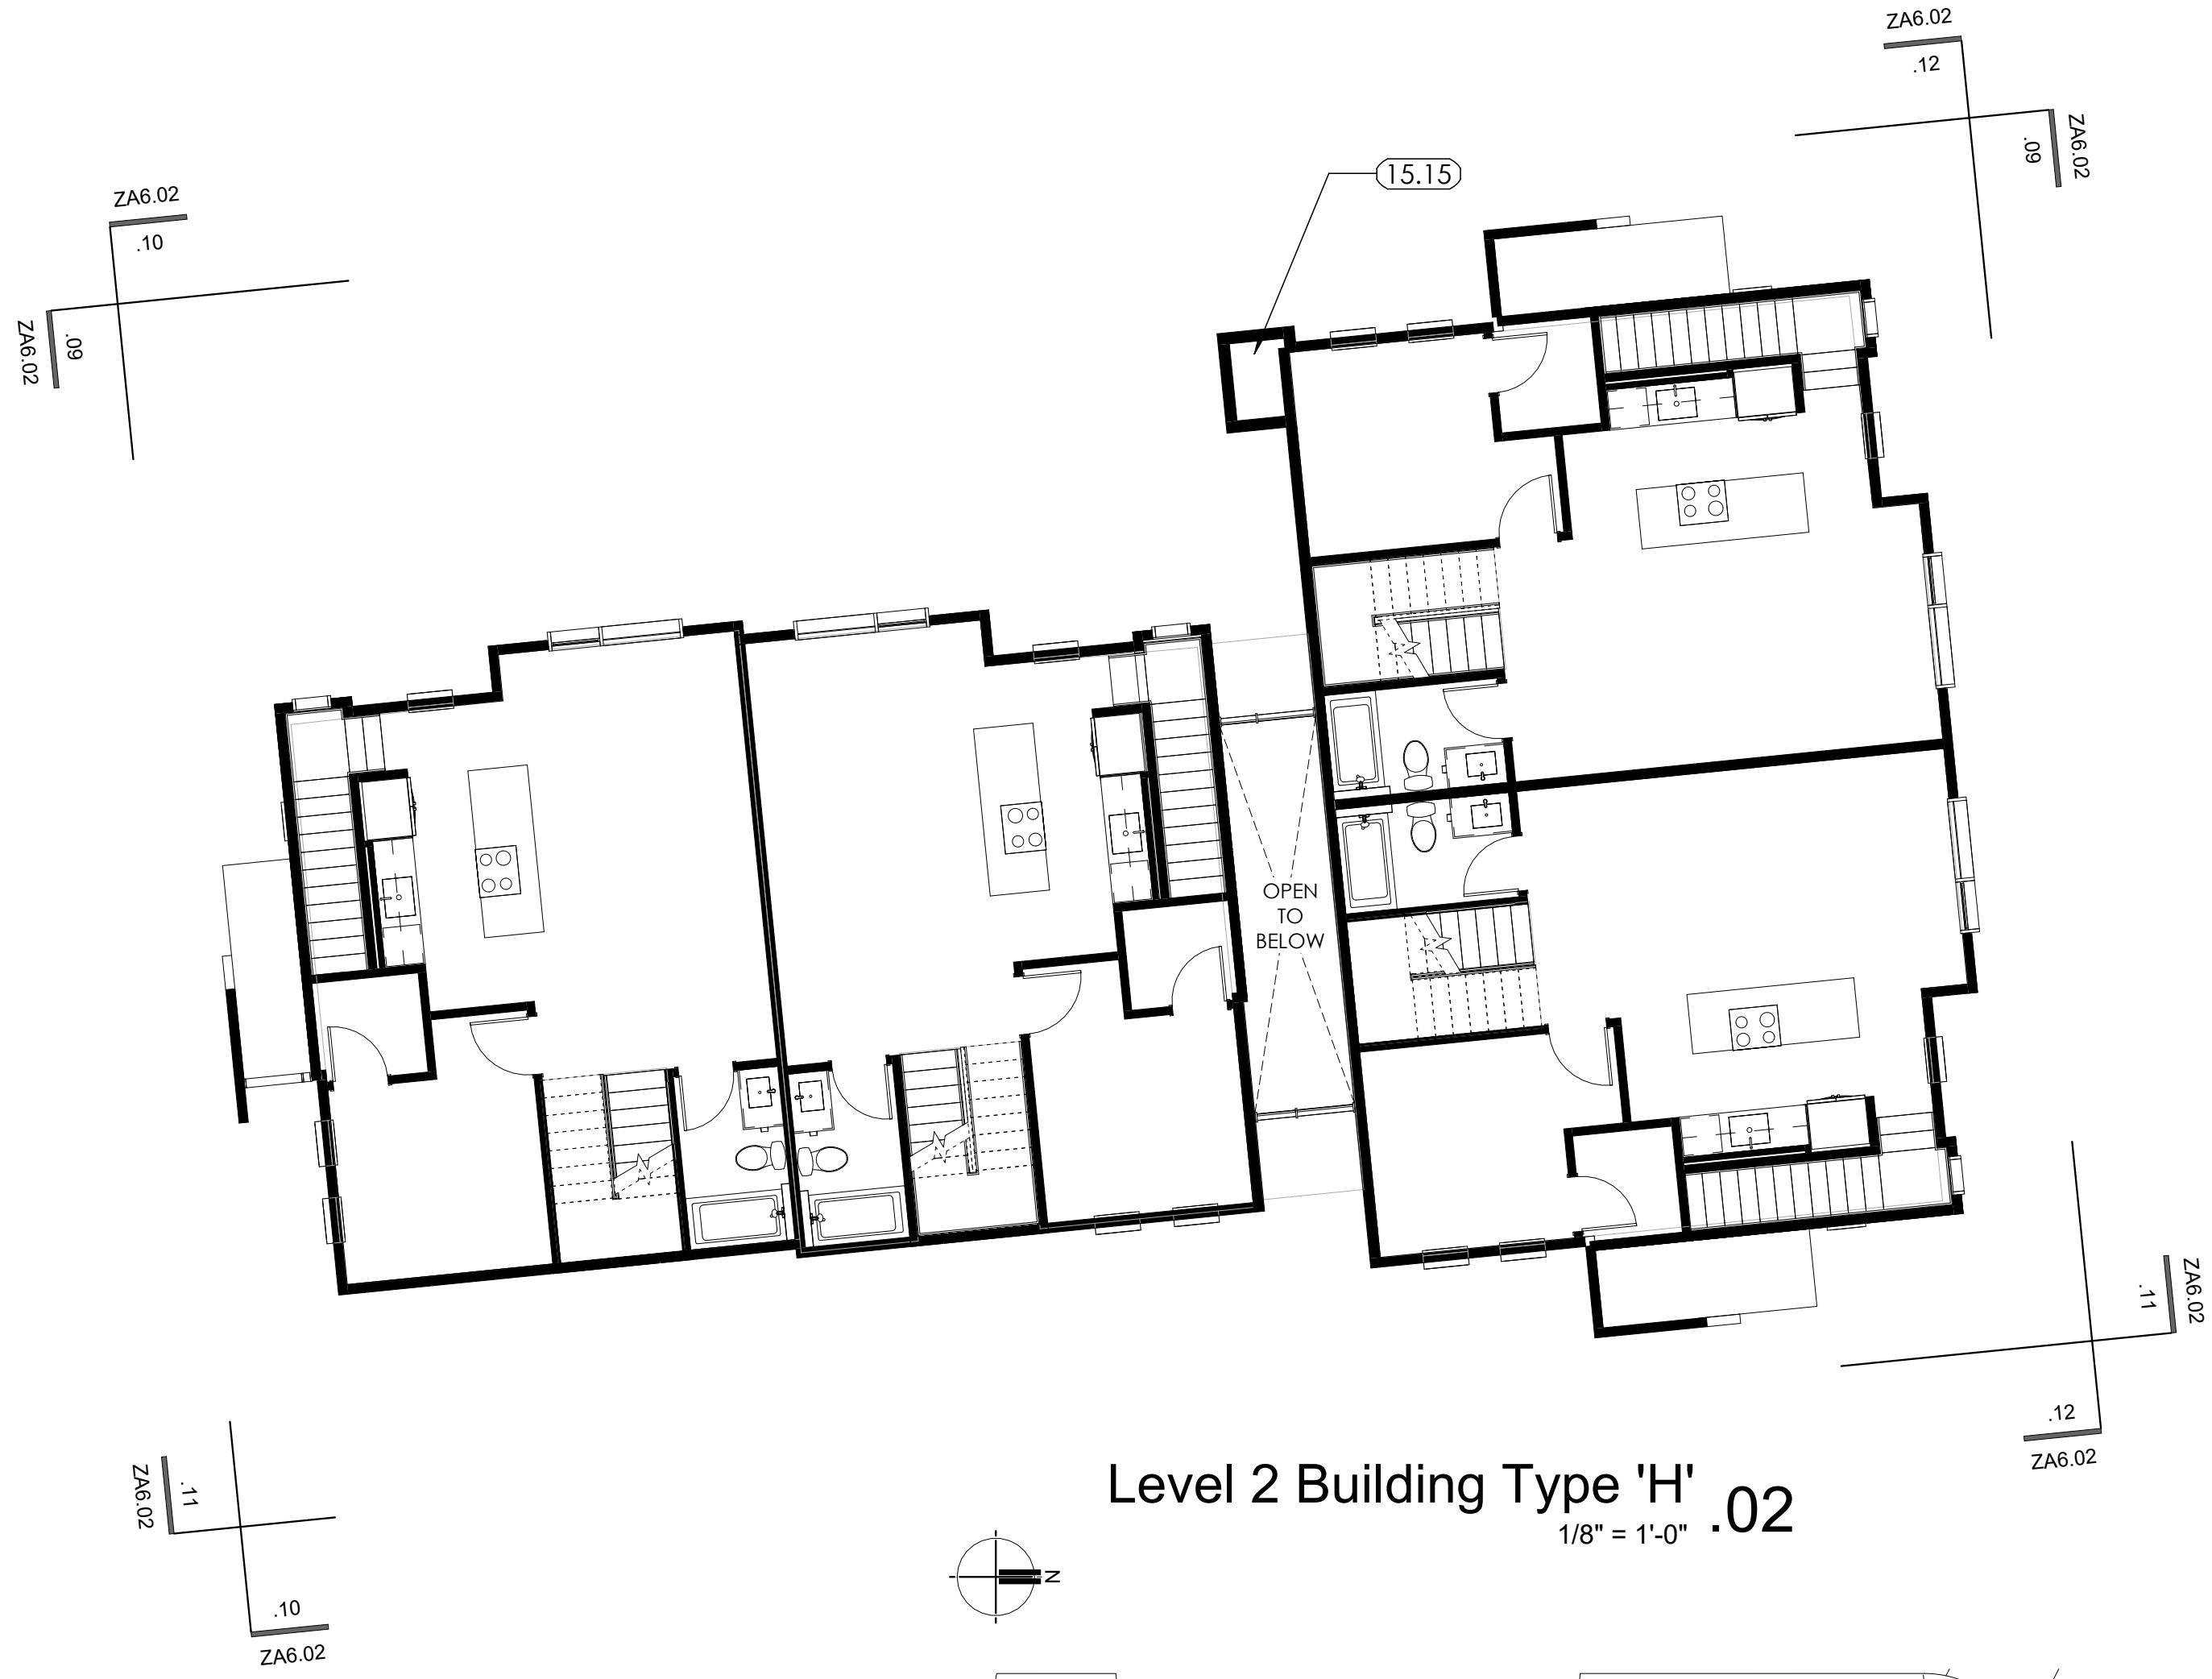 ZA6.02
.12
ZA6.02
.09
15.15
ZA6.02
.10
ZA6.02
.09
OPEN
TO
BELOW
ZA6.02
.11
.12
ZA6.02
Level 2 Building Type 'H' .02
1/8" = 1'-0"
ZA6.02
.11
N
.10
ZA6.02